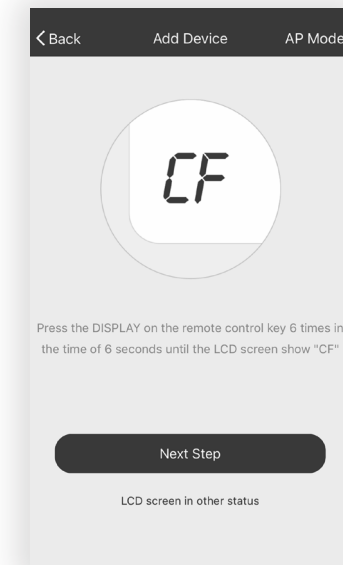 Back Add Device AP Mode
CF
Press the DISPLAY on the remote control key 6 times in
the time of 6 seconds until the LCD screen show "CF"
Next Step
LCD screen in other status